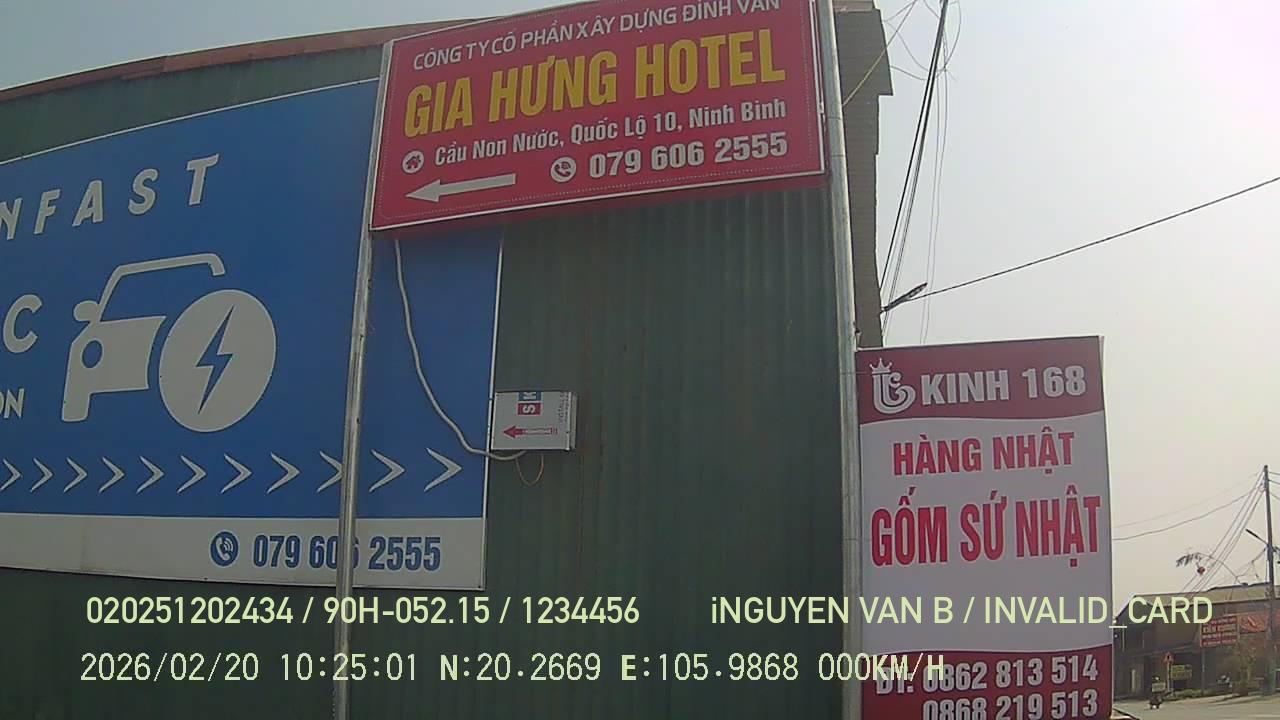 CÔNG TY CỔ PHẦN XÂY DỰNG ĐÌNH VAN
GIA HƯNG HOTEL
Cầu Non Nước, Quốc Lộ 10, Ninh Bình
079 606 2555
NFAST
C
ON
079 606 2555
KINH 168
HÀNG NHẬT
GỐM SỨ NHẬT
ĐT: 0862 813 514
0868 219 513
020251202434 / 90H-052.15 / 1234456 iNGUYEN VAN B / INVALID_CARD
2026/02/20 10:25:01 N:20.2669 E:105.9868 000KM/H